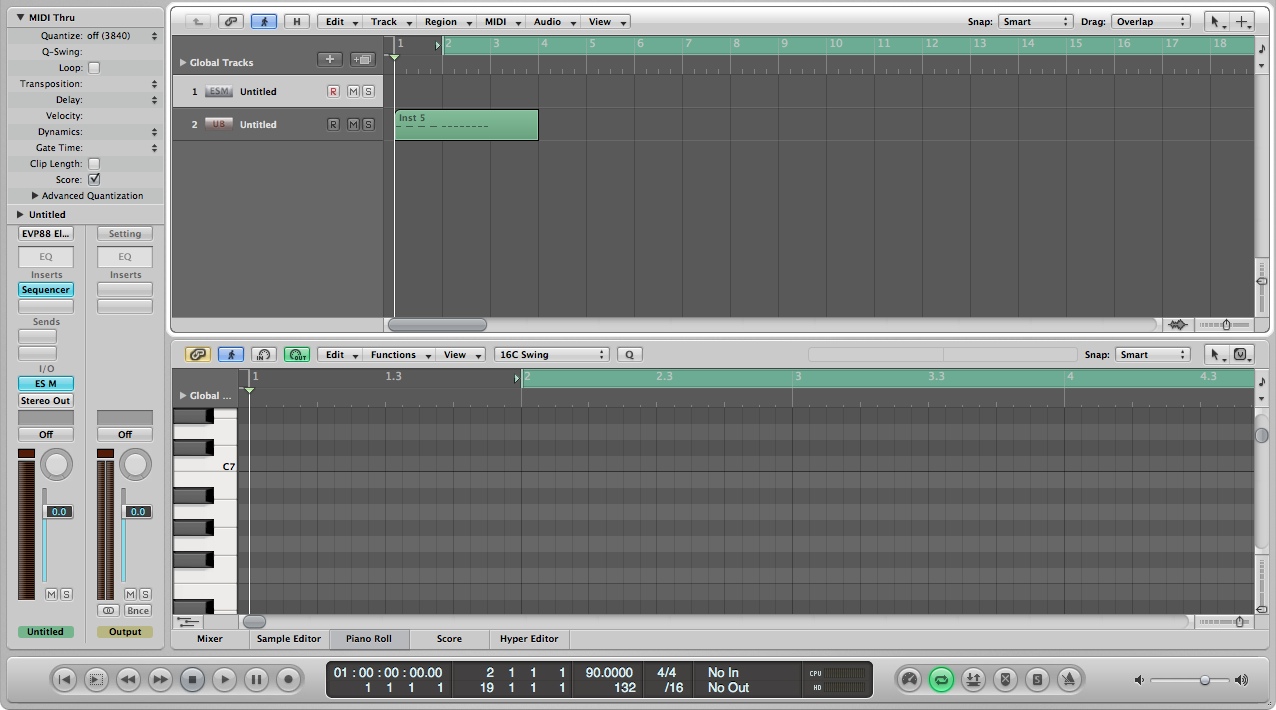 MIDI Thru
Quantize: off (3840)
Q-Swing:
Loop:
Transposition:
Delay:
Velocity:
Dynamics:
Gate Time:
Clip Length:
Score:
Advanced Quantization
Untitled
EVP88 El... Setting
EQ EQ
Inserts Inserts
Sequencer
Sends
I/O
ES M
Stereo Out
Off Off
0.0 0.0
M S M S
Bnce
Untitled Output
H Edit Track Region MIDI Audio View Snap: Smart Drag: Overlap
1 2 3 4 5 6 7 8 9 10 11 12 13 14 15 16 17 18
Global Tracks
1 ESM Untitled R M S
2 UB Untitled R M S
Inst 5
IN OUT Edit Functions View 16C Swing Q Snap: Smart
1 1.3 2 2.3 3 3.3 4 4.3
Global ...
C7
Mixer Sample Editor Piano Roll Score Hyper Editor
01 : 00 : 00 : 00.00 2 1 1 1 90.0000 4/4 No In CPU
1 1 1 1 19 1 1 1 132 /16 No Out HD
S